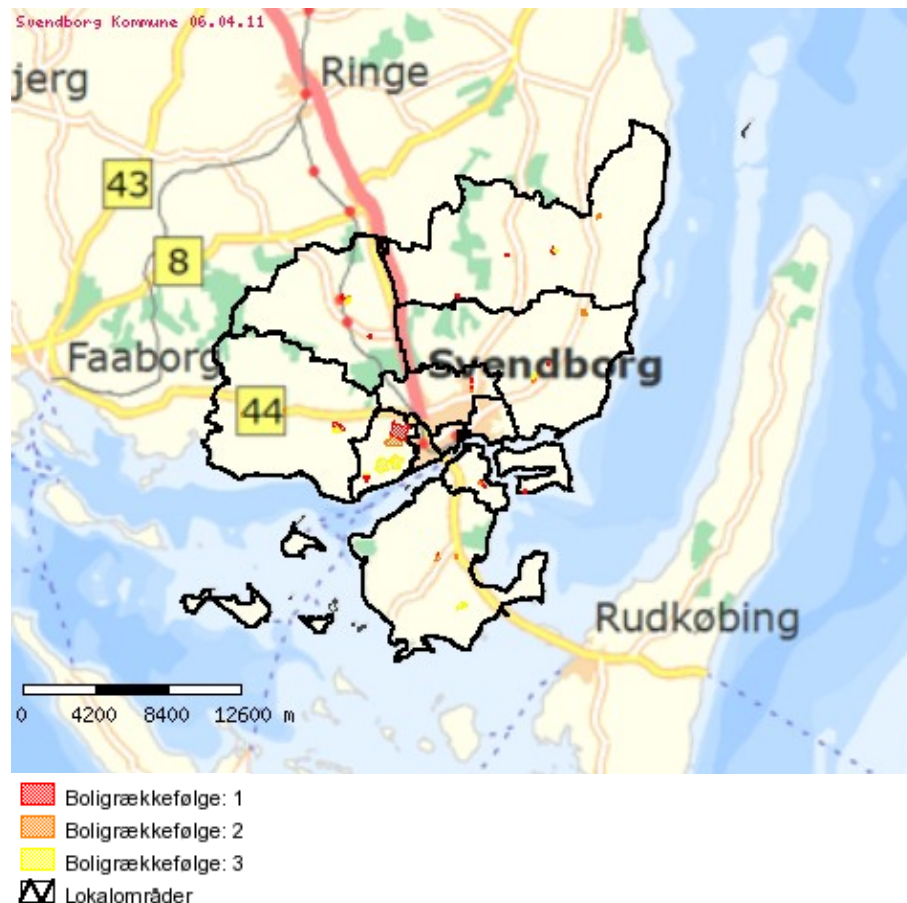 Svendborg Kommune 06.04.11
jerg
Ringe
43
8
Faaborg
Svendborg
44
Rudkøbing
0 4200 8400 12600 m
Boligrækkefølge: 1
Boligrækkefølge: 2
Boligrækkefølge: 3
Lokalområder